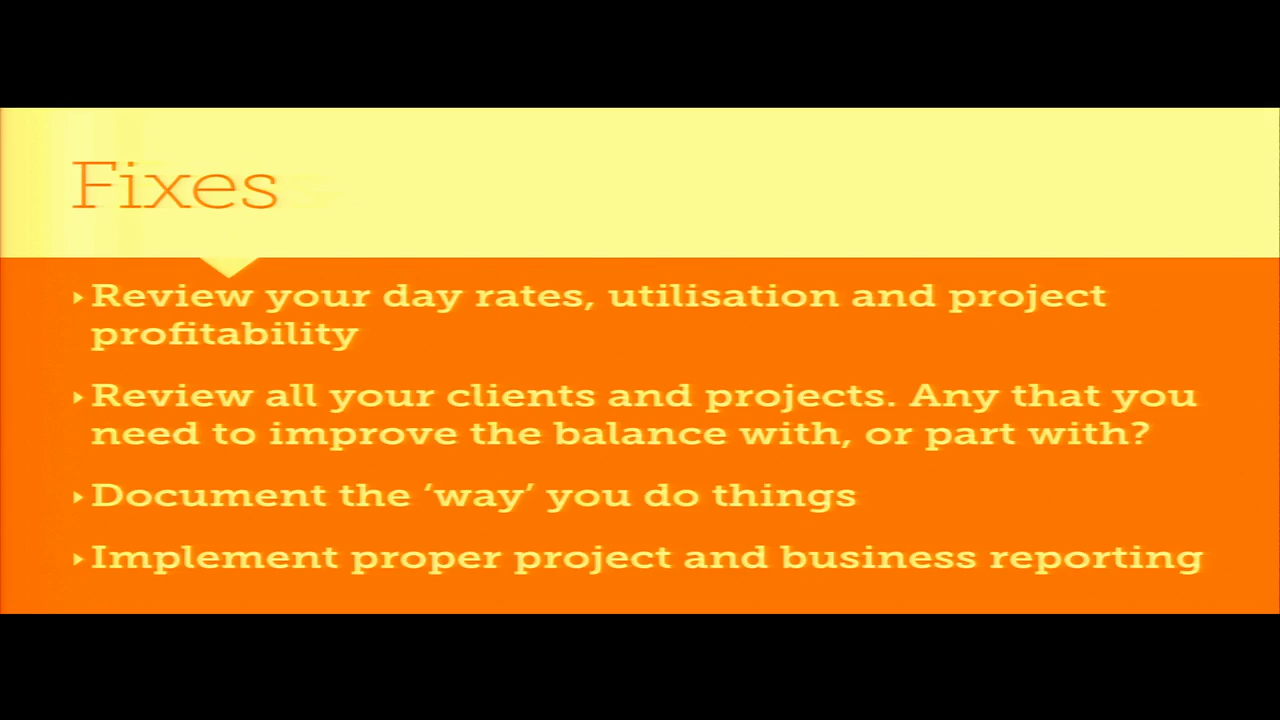 Fixes
Review your day rates, utilisation and project
profitability
Review all your clients and projects. Any that you
need to improve the balance with, or part with?
Document the ‘way’ you do things
Implement proper project and business reporting